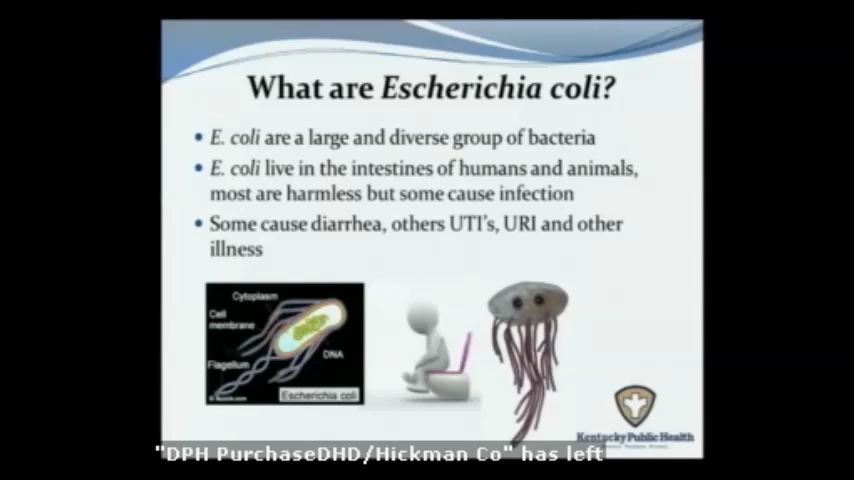 What are Escherichia coli?
• E. coli are a large and diverse group of bacteria
• E. coli live in the intestines of humans and animals,
most are harmless but some cause infection
• Some cause diarrhea, others UTI's, URI and other
illness
Cytoplasm
Cell
membrane
DNA
Flagellum
Escherichia coli
Kentucky Public Health
"DPH PurchaseDHD/Hickman Co" has left